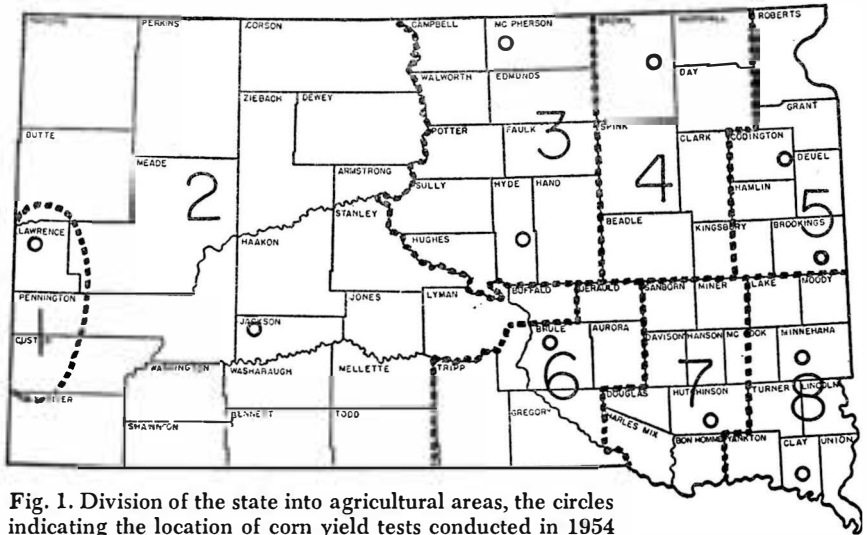 PERKINS
CORSON
CAMPBELL
MC PHERSON
BROWN
MARSHALL
ROBERTS
WALWORTH
EDMUNDS
DAY
ZIEBACH
DEWEY
GRANT
BUTTE
POTTER
FAULK
3
SPINK
CLARK
CODINGTON
MEADE
2
ARMSTRONG
4
DEUEL
SULLY
HYDE
HAND
HAMLIN
5
STANLEY
LAWRENCE
HAAKON
HUGHES
BEADLE
KINGSBERY
BROOKINGS
PENNINGTON
JONES
LYMAN
BUFFALO
JERAULD
SANBORN
MINER
LAKE
MOODY
1
JACKSON
BRULE
AURORA
DAVISON
HANSON
MC COOK
MINNEHAHA
6
7
WASHINGTON
WASHABAUGH
MELLETTE
TRIPP
DOUGLAS
HUTCHINSON
TURNER
LINCOLN
8
SHANNON
BENNETT
TODD
GREGORY
CHARLES MIX
BON HOMME
YANKTON
CLAY
UNION
Fig. 1. Division of the state into agricultural areas, the circles
indicating the location of corn yield tests conducted in 1954